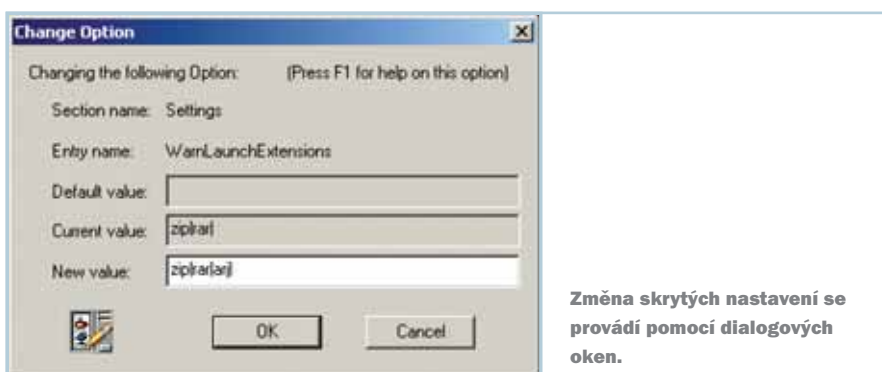 Change Option
Changing the following Option: (Press F1 for help on this option)
Section name: Settings
Entry name: WarnLaunchExtensions
Default value:
Current value: zip|rar|
New value: zip|rar|arj|
OK Cancel
Změna skrytých nastavení se
provádí pomocí dialogových
oken.